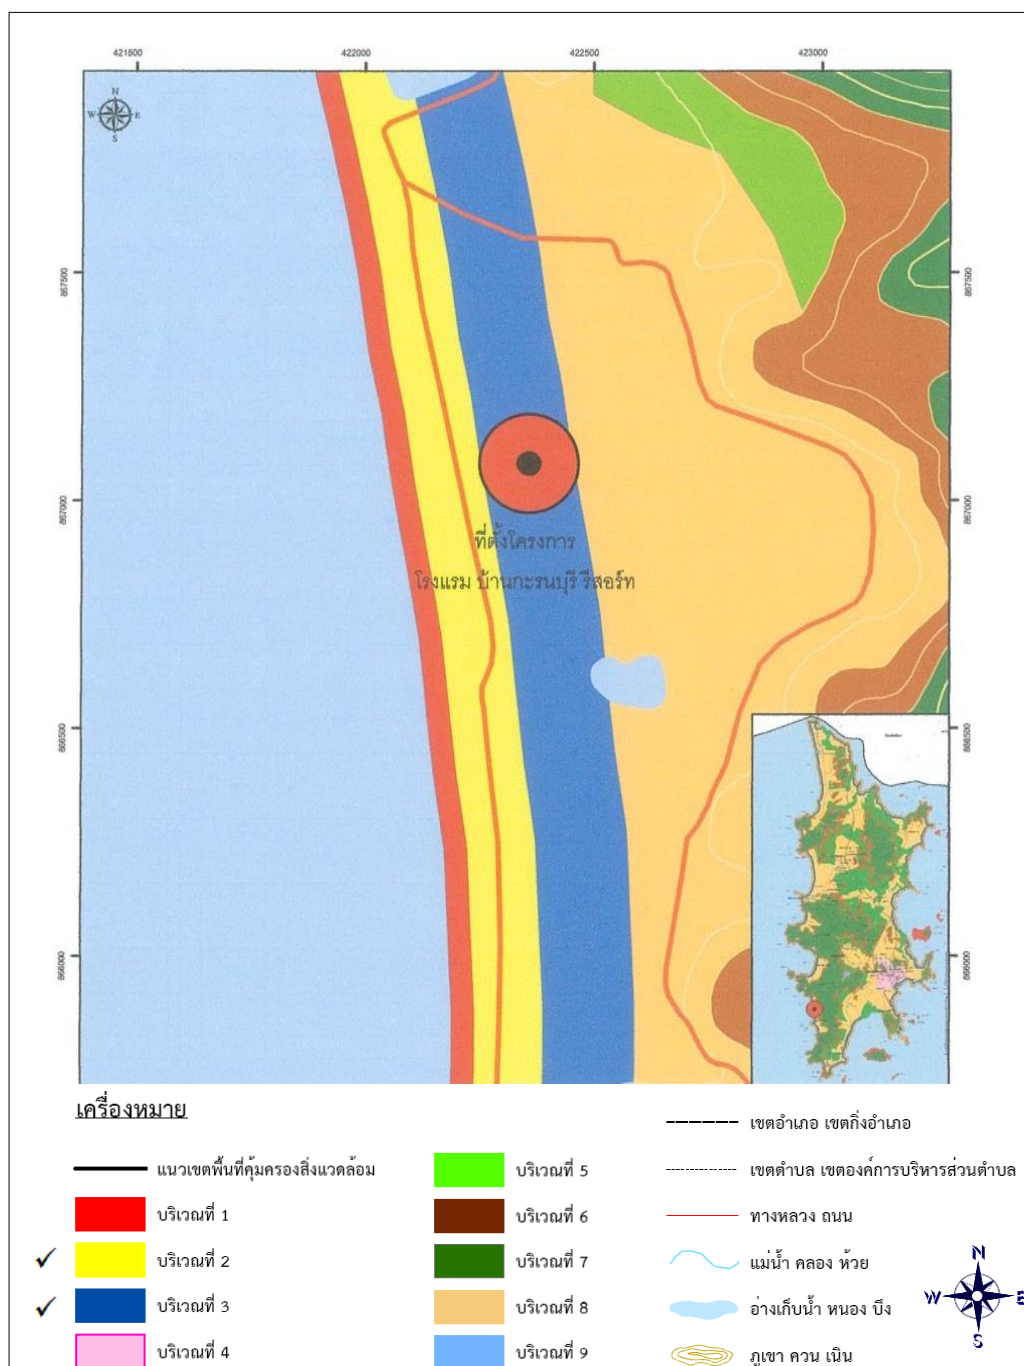 421500 422000 422500 423000
N
W E
S
867500 867500
867000 867000
ที่ตั้งโครงการ
โรงแรม บ้านกะรนบุรี รีสอร์ท
866500 866500
866000 866000
เครื่องหมาย
แนวเขตพื้นที่คุ้มครองสิ่งแวดล้อม
บริเวณที่ 1
บริเวณที่ 2
บริเวณที่ 3
บริเวณที่ 4
บริเวณที่ 5
บริเวณที่ 6
บริเวณที่ 7
บริเวณที่ 8
บริเวณที่ 9
เขตอำเภอ เขตกิ่งอำเภอ
เขตตำบล เขตองค์การบริหารส่วนตำบล
ทางหลวง ถนน
แม่น้ำ คลอง ห้วย
อ่างเก็บน้ำ หนอง บึง
ภูเขา ควน เนิน
N
W E
S